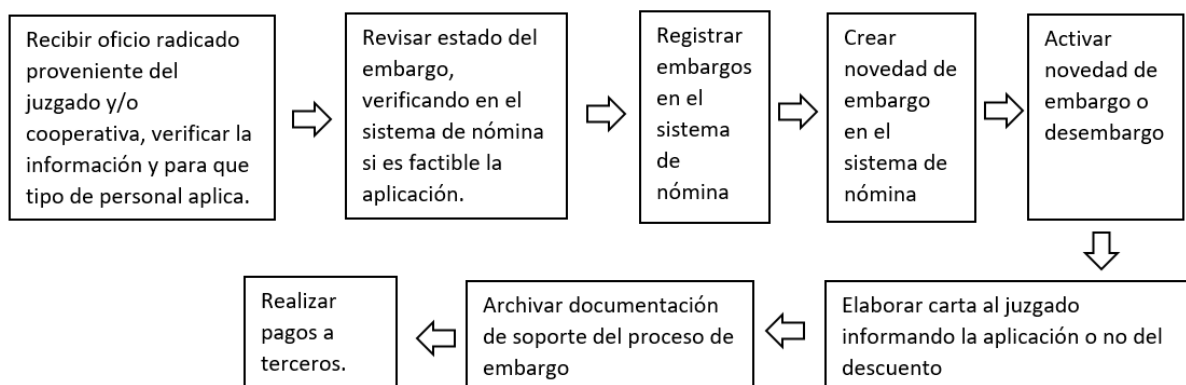 Recibir oficio radicado
proveniente del
juzgado y/o
cooperativa, verificar la
información y para que
tipo de personal aplica.
Revisar estado del
embargo,
verificando en el
sistema de nómina
si es factible la
aplicación.
Registrar
embargos
en el
sistema
de
nómina
Crear
novedad de
embargo
en el
sistema de
nómina
Activar
novedad de
embargo o
desembargo
Elaborar carta al juzgado
informando la aplicación o no del
descuento
Archivar documentación
de soporte del proceso de
embargo
Realizar
pagos a
terceros.